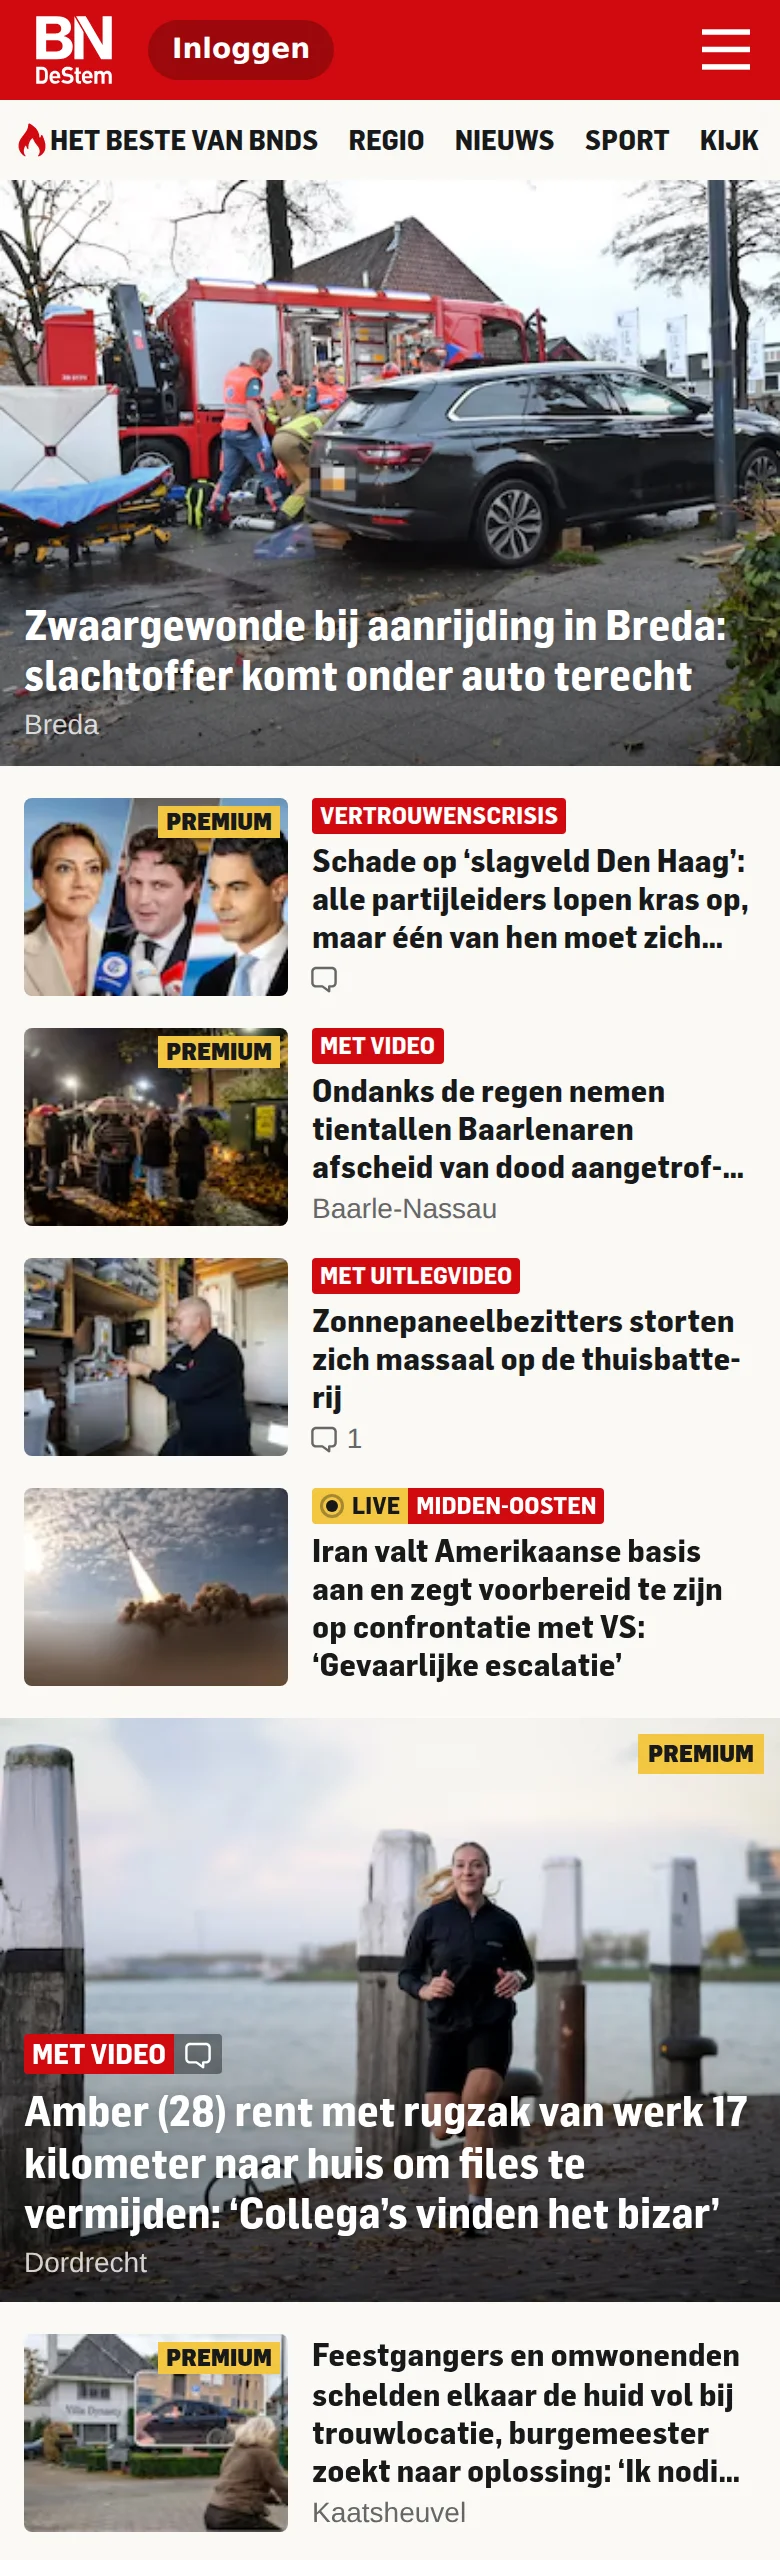 BN
DeStem
Inloggen
HET BESTE VAN BNDS REGIO NIEUWS SPORT KIJK
Zwaargewonde bij aanrijding in Breda:
slachtoffer komt onder auto terecht
Breda
PREMIUM
VERTROUWENSCRISIS
Schade op ‘slagveld Den Haag’:
alle partijleiders lopen kras op,
maar één van hen moet zich...
PREMIUM
MET VIDEO
Ondanks de regen nemen
tientallen Baarlenaren
afscheid van dood aangetrof-...
Baarle-Nassau
MET UITLEGVIDEO
Zonnepaneelbezitters storten
zich massaal op de thuisbatte-
rij
1
LIVE MIDDEN-OOSTEN
Iran valt Amerikaanse basis
aan en zegt voorbereid te zijn
op confrontatie met VS:
‘Gevaarlijke escalatie’
PREMIUM
MET VIDEO
Amber (28) rent met rugzak van werk 17
kilometer naar huis om files te
vermijden: ‘Collega’s vinden het bizar’
Dordrecht
PREMIUM
Feestgangers en omwonenden
schelden elkaar de huid vol bij
trouwlocatie, burgemeester
zoekt naar oplossing: ‘Ik nodi...
Kaatsheuvel